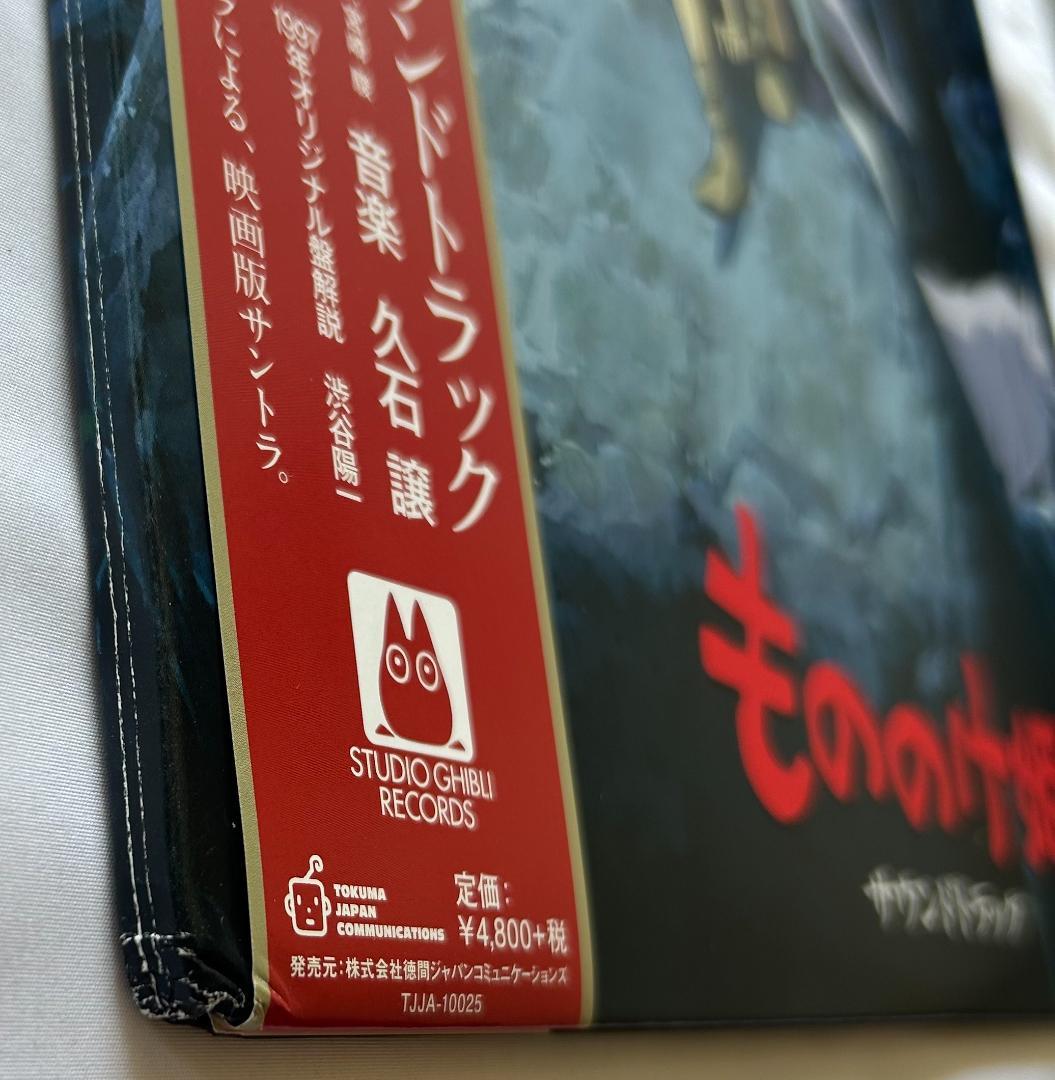 ンドトラック
音楽 久石 譲
1997年オリジナル盤解説 渋谷陽一
による、映画版サントラ。
STUDIO GHIBLI
RECORDS
TOKUMA
JAPAN
COMMUNICATIONS
定価:
¥4,800+税
発売元:株式会社徳間ジャパンコミュニケーションズ
TJJA-10025
もののけ姫
サウンドトラック